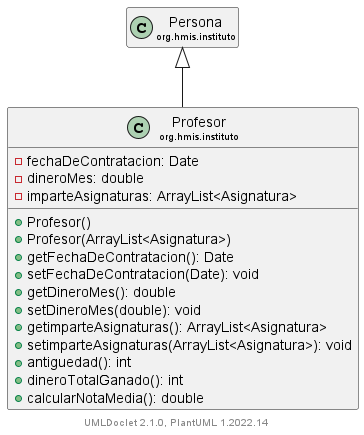 C Persona
org.hmis.instituto
C Profesor
org.hmis.instituto
fechaDeContratacion: Date
dineroMes: double
imparteAsignaturas: ArrayList<Asignatura>
Profesor()
Profesor(ArrayList<Asignatura>)
getFechaDeContratacion(): Date
setFechaDeContratacion(Date): void
getDineroMes(): double
setDineroMes(double): void
getimparteAsignaturas(): ArrayList<Asignatura>
setimparteAsignaturas(ArrayList<Asignatura>): void
antiguedad(): int
dineroTotalGanado(): int
calcularNotaMedia(): double
UMLDoclet 2.1.0, PlantUML 1.2022.14